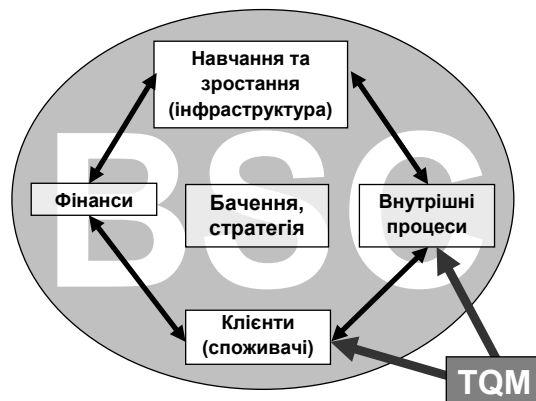 Навчання та
зростання
(інфраструктура)
BSC
Фінанси
Бачення,
стратегія
Внутрішні
процеси
Клієнти
(споживачі)
TQM